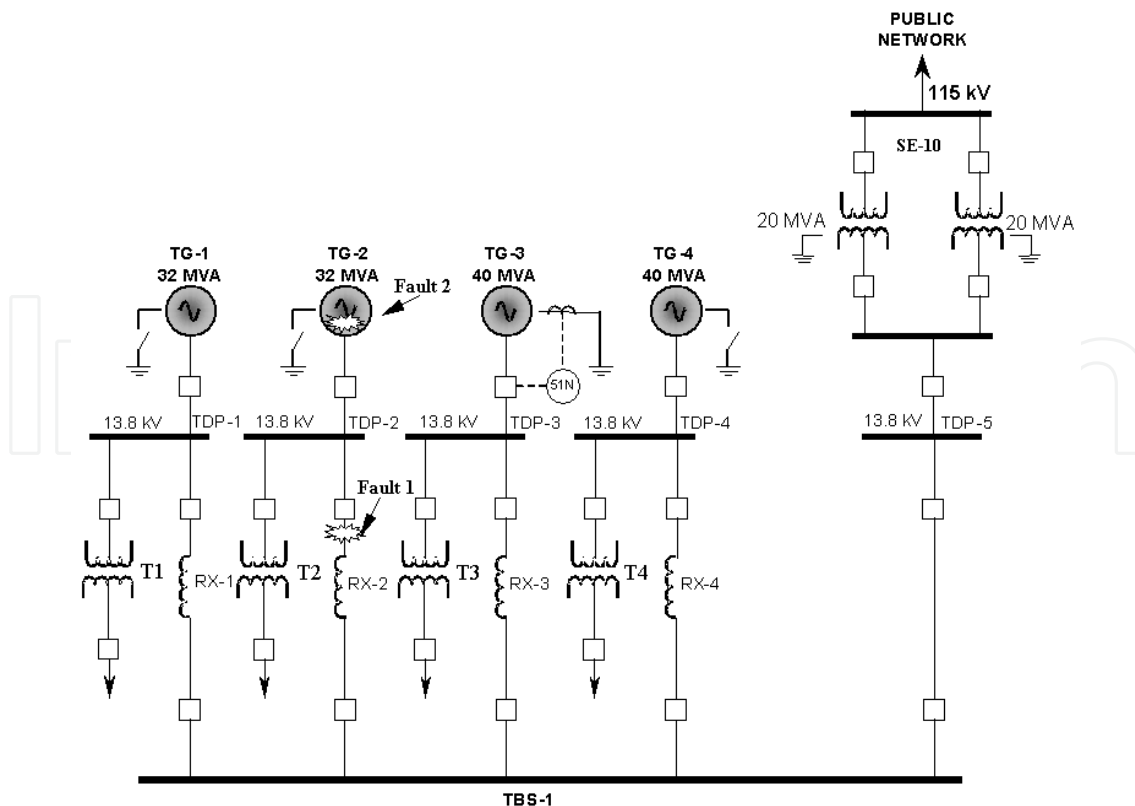 PUBLIC
NETWORK
115 kV
SE-10
20 MVA
20 MVA
TG-1
32 MVA
TG-2
32 MVA
TG-3
40 MVA
TG-4
40 MVA
Fault 2
51N
13.8 kV
TDP-1
13.8 kV
TDP-2
13.8 kV
TDP-3
13.8 kV
TDP-4
13.8 kV
TDP-5
Fault 1
T1
RX-1
T2
RX-2
T3
RX-3
T4
RX-4
TBS-1